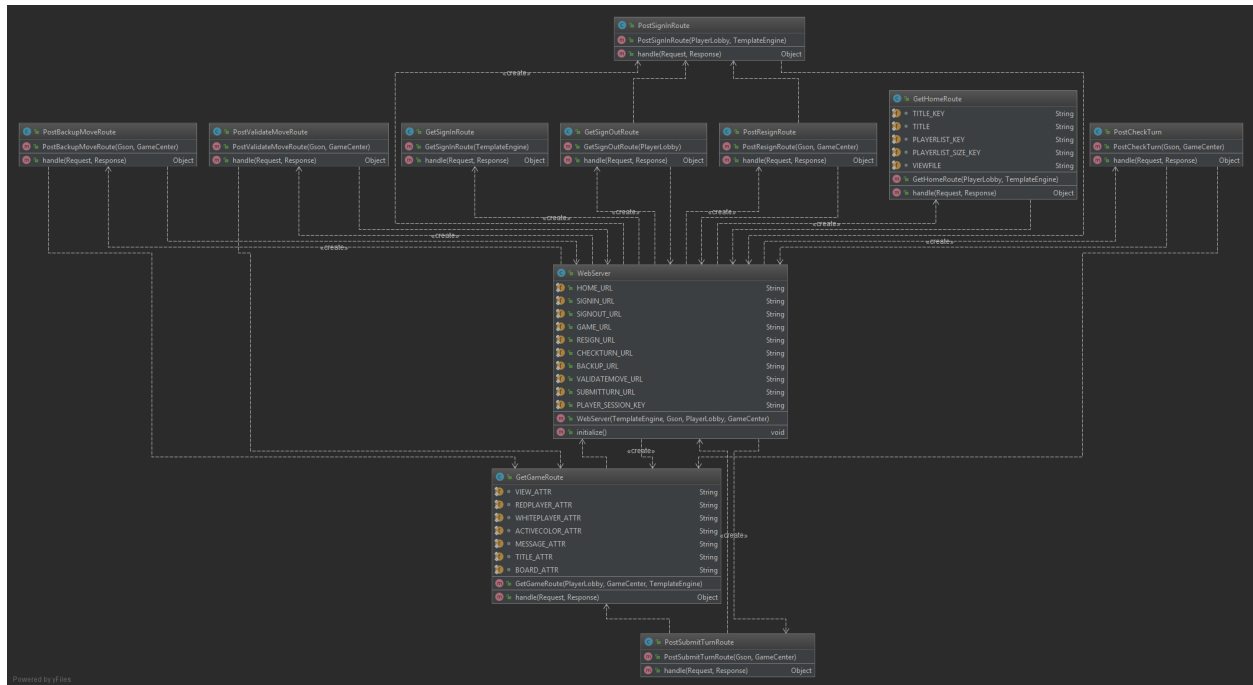 PostSignInRoute
PostSignInRoute(PlayerLobby, TemplateEngine)
handle(Request, Response) Object
«create»
PostBackupMoveRoute
PostBackupMoveRoute(Gson, GameCenter)
handle(Request, Response) Object
PostValidateMoveRoute
PostValidateMoveRoute(Gson, GameCenter)
handle(Request, Response) Object
GetSignInRoute
GetSignInRoute(TemplateEngine)
handle(Request, Response) Object
GetSignOutRoute
GetSignOutRoute(PlayerLobby)
handle(Request, Response) Object
PostResignRoute
PostResignRoute(Gson, GameCenter)
handle(Request, Response) Object
GetHomeRoute
TITLE_KEY String
TITLE String
PLAYERLIST_KEY String
PLAYERLIST_SIZE_KEY String
VIEWFILE String
GetHomeRoute(PlayerLobby, TemplateEngine)
handle(Request, Response) Object
PostCheckTurn
PostCheckTurn(Gson, GameCenter)
handle(Request, Response) Object
«create»
«create»
«create»
«create»
«create»
«create»
«create»
WebServer
HOME_URL String
SIGNIN_URL String
SIGNOUT_URL String
GAME_URL String
RESIGN_URL String
CHECKTURN_URL String
BACKUP_URL String
VALIDATEMOVE_URL String
SUBMITTURN_URL String
PLAYER_SESSION_KEY String
WebServer(TemplateEngine, Gson, PlayerLobby, GameCenter)
initialize() void
«create»
GetGameRoute
VIEW_ATTR String
REDPLAYER_ATTR String
WHITEPLAYER_ATTR String
ACTIVECOLOR_ATTR String
MESSAGE_ATTR String
TITLE_ATTR String
BOARD_ATTR String
GetGameRoute(PlayerLobby, GameCenter, TemplateEngine)
handle(Request, Response) Object
«create»
PostSubmitTurnRoute
PostSubmitTurnRoute(Gson, GameCenter)
handle(Request, Response) Object
Powered by yFiles